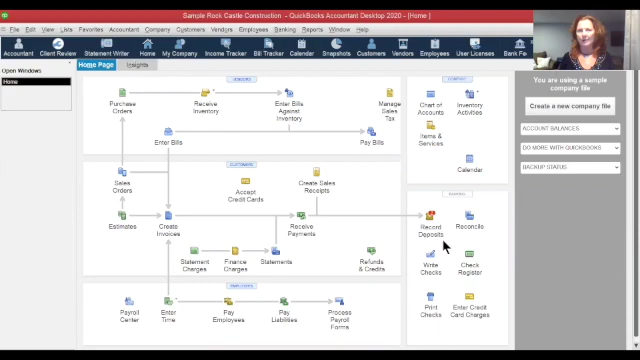 Sample Rock Castle Construction - QuickBooks Accountant Desktop 2020 - [Home ]
File Edit View Lists Favorites Accountant Company Customers Vendors Employees Banking Reports Window Help
Accountant Client Review Statement Writer Home My Company Income Tracker Bill Tracker Calendar Snapshots Customers Vendors Employees User Licenses Bank Feeds
Open Windows
Home
Home Page
Insights
VENDORS
Purchase Orders
Receive Inventory
Enter Bills Against Inventory
Manage Sales Tax
Enter Bills
Pay Bills
CUSTOMERS
Sales Orders
Accept Credit Cards
Create Sales Receipts
Estimates
Create Invoices
Receive Payments
Statement Charges
Finance Charges
Statements
Refunds & Credits
EMPLOYEES
Payroll Center
Enter Time
Pay Employees
Pay Liabilities
Process Payroll Forms
COMPANY
Chart of Accounts
Inventory Activities
Items & Services
Calendar
BANKING
Record Deposits
Reconcile
Write Checks
Check Register
Print Checks
Enter Credit Card Charges
You are using a sample company file
Create a new company file
ACCOUNT BALANCES
DO MORE WITH QUICKBOOKS
BACKUP STATUS